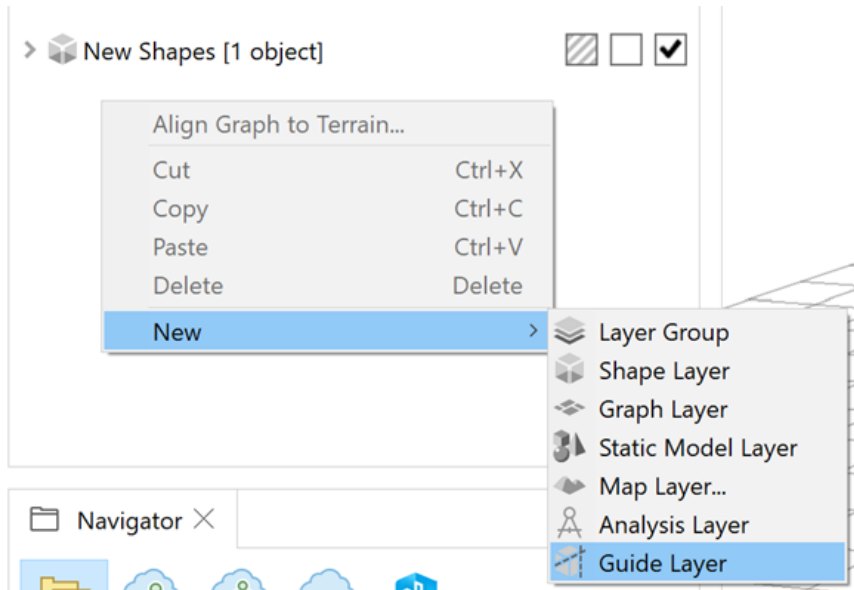 New Shapes [1 object]
Align Graph to Terrain...
Cut Ctrl+X
Copy Ctrl+C
Paste Ctrl+V
Delete Delete
New
Layer Group
Shape Layer
Graph Layer
Static Model Layer
Map Layer...
Analysis Layer
Guide Layer
Navigator